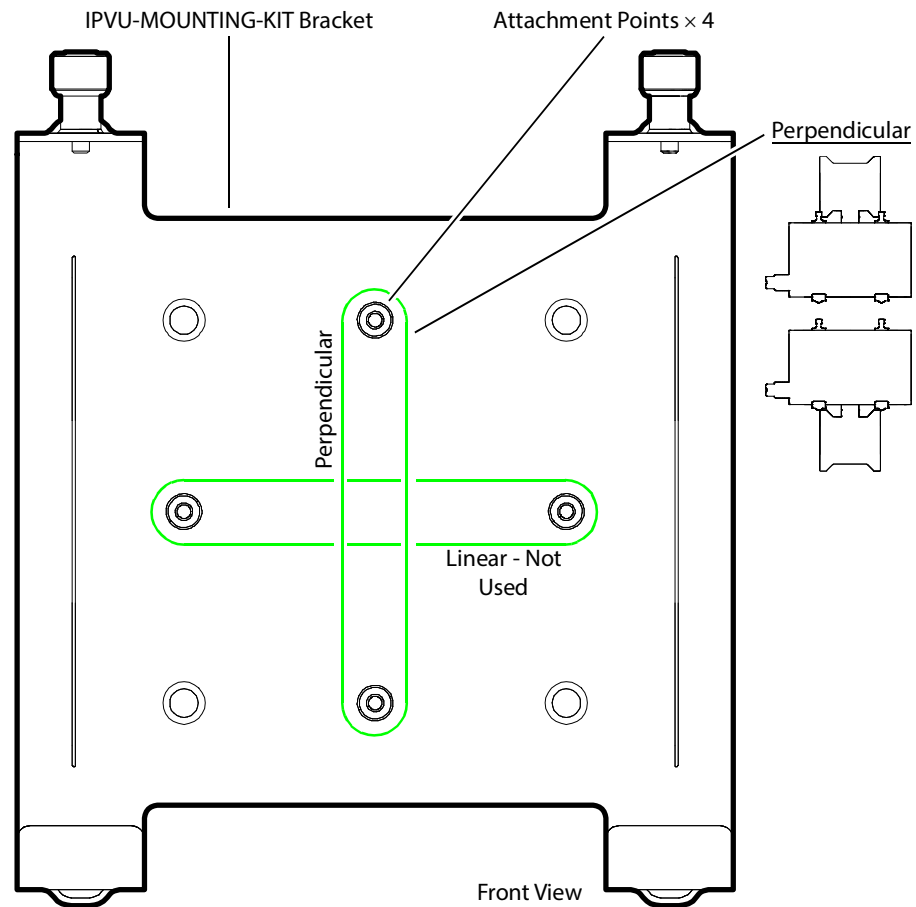 IPVU-MOUNTING-KIT Bracket
Attachment Points × 4
Perpendicular
Perpendicular
Linear - Not
Used
Front View